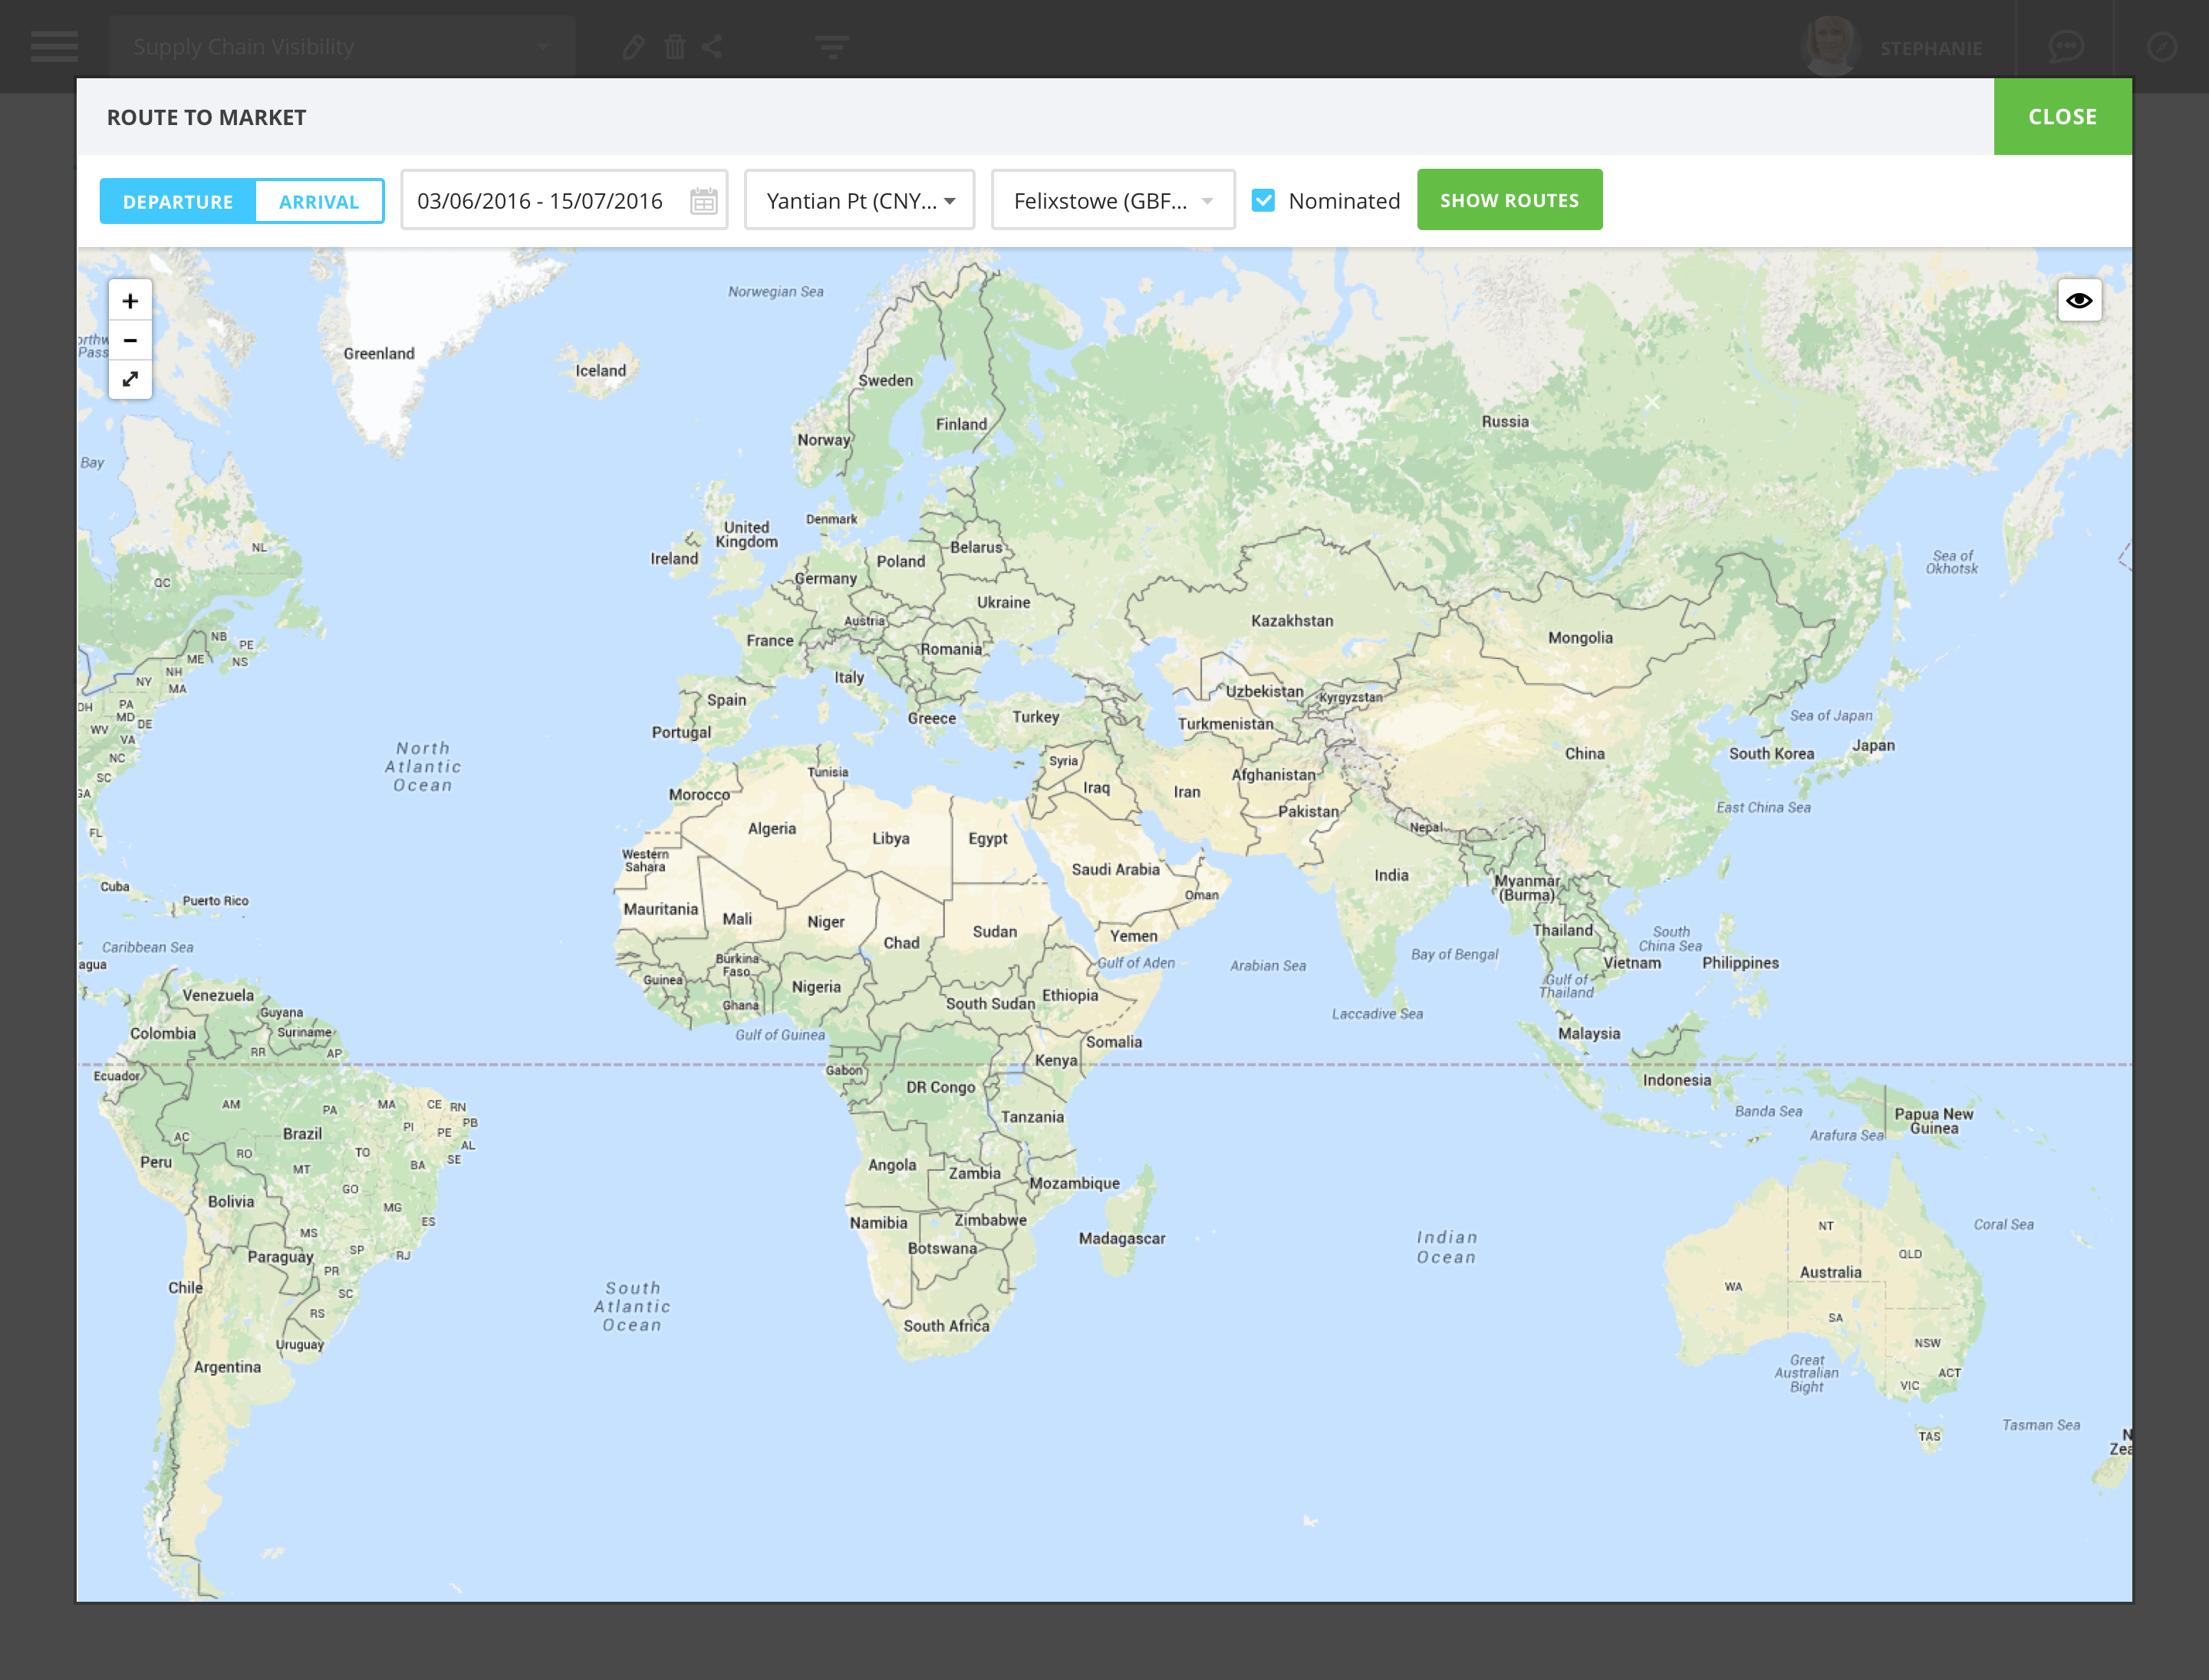 Supply Chain Visibility
STEPHANIE
ROUTE TO MARKET
CLOSE
DEPARTURE
ARRIVAL
03/06/2016 - 15/07/2016
Yantian Pt (CNY...
Felixstowe (GBF...
Nominated
SHOW ROUTES
+
−
Norwegian Sea
Greenland
Iceland
Sweden
Finland
Norway
Russia
Bay
Denmark
United
Kingdom
Ireland
Poland
Belarus
Germany
Ukraine
Sea of
Okhotsk
NL
QC
Austria
France
Romania
Kazakhstan
Mongolia
NB
PE
ME
NS
NH
NY
MA
Italy
Spain
Portugal
Greece
Turkey
Uzbekistan
Kyrgyzstan
Turkmenistan
Sea of Japan
China
South Korea
Japan
OH
PA
MD
DE
WV
VA
NC
SC
GA
FL
North
Atlantic
Ocean
Tunisia
Syria
Iraq
Iran
Afghanistan
Pakistan
Nepal
East China Sea
Morocco
Algeria
Libya
Egypt
Western
Sahara
Saudi Arabia
India
Oman
Myanmar
(Burma)
Cuba
Puerto Rico
Mauritania
Mali
Niger
Chad
Sudan
Yemen
Thailand
South
China Sea
Caribbean Sea
agua
Burkina
Faso
Guinea
Ghana
Nigeria
Gulf of Aden
Arabian Sea
Bay of Bengal
Vietnam
Philippines
Gulf of
Thailand
Venezuela
Guyana
Suriname
Colombia
RR
AP
South Sudan
Ethiopia
Gulf of Guinea
Laccadive Sea
Malaysia
Somalia
Kenya
Ecuador
Gabon
DR Congo
Indonesia
AM
PA
MA
CE
RN
PB
PI
PE
AL
SE
AC
Brazil
TO
RO
MT
BA
Peru
Tanzania
Banda Sea
Arafura Sea
Papua New
Guinea
Angola
Zambia
Mozambique
Bolivia
GO
MG
ES
MS
SP
RJ
Paraguay
PR
SC
RS
Chile
Uruguay
Argentina
Namibia
Zimbabwe
Botswana
Madagascar
South Africa
South
Atlantic
Ocean
Indian
Ocean
NT
Coral Sea
QLD
WA
Australia
SA
NSW
ACT
VIC
Great
Australian
Bight
TAS
Tasman Sea
N
Zea